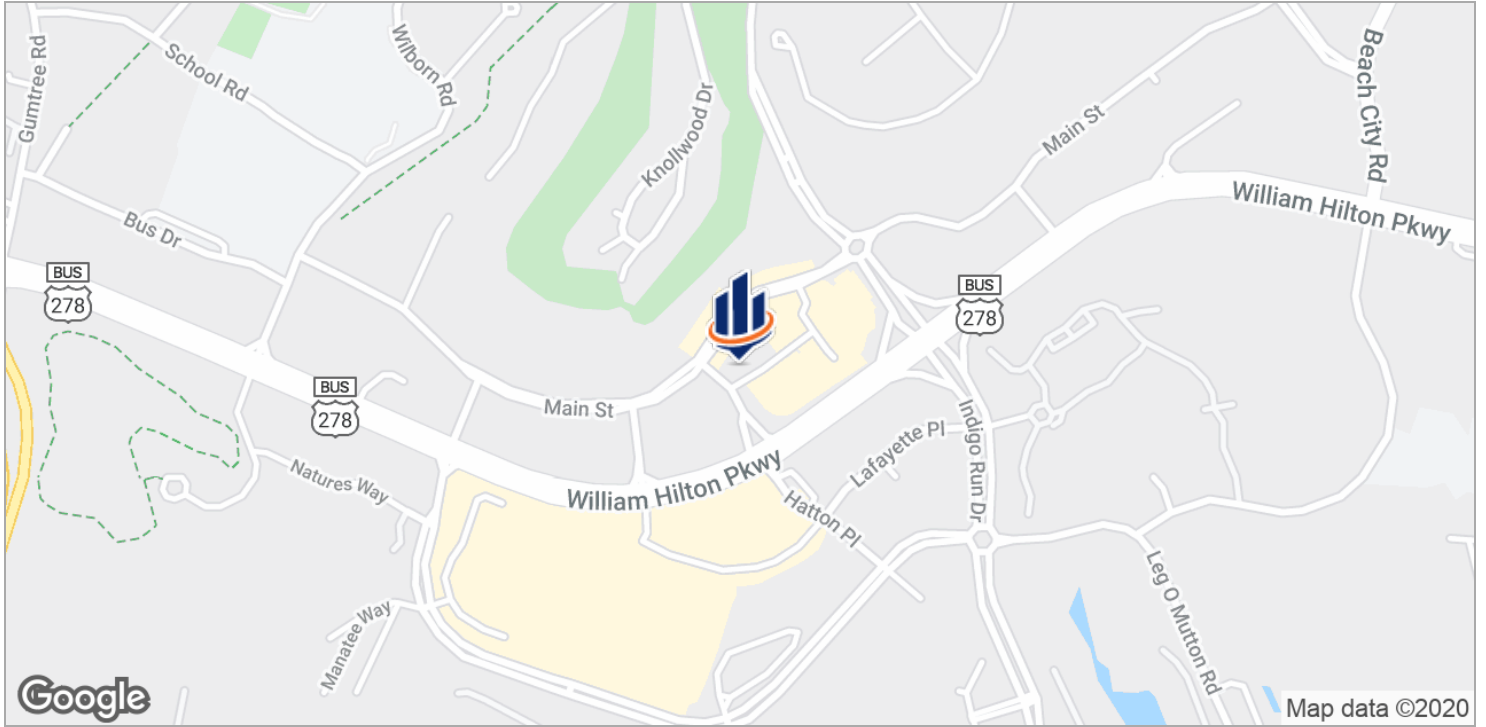 Gumtree Rd
School Rd
Wilborn Rd
Knollwood Dr
Main St
Beach City Rd
William Hilton Pkwy
Bus Dr
BUS
278
BUS
278
BUS
278
Main St
William Hilton Pkwy
Natures Way
Lafayette Pl
Indigo Run Dr
Hatton Pl
Manatee Way
Leg O Mutton Rd
Google
Map data ©2020